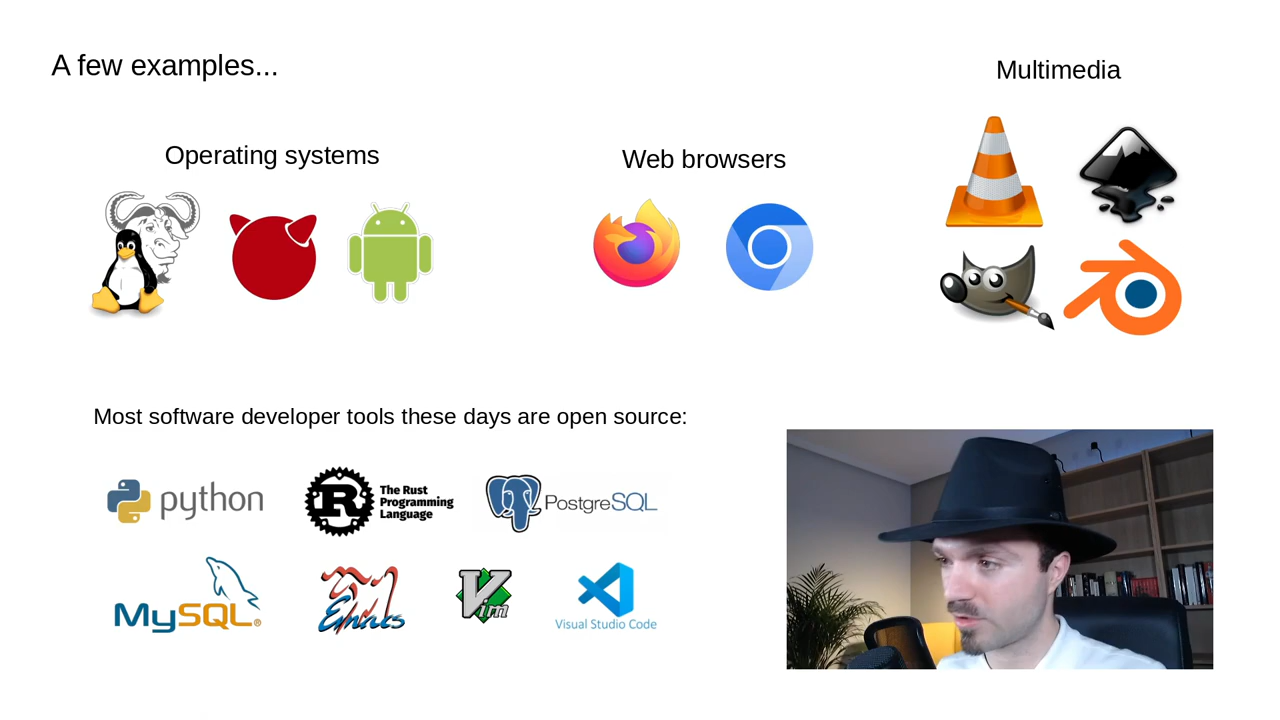 A few examples...
Multimedia
Operating systems
Web browsers
Most software developer tools these days are open source:
python
R
The Rust
Programming
Language
PostgreSQL
MySQL®
Emacs
Vim
Visual Studio Code